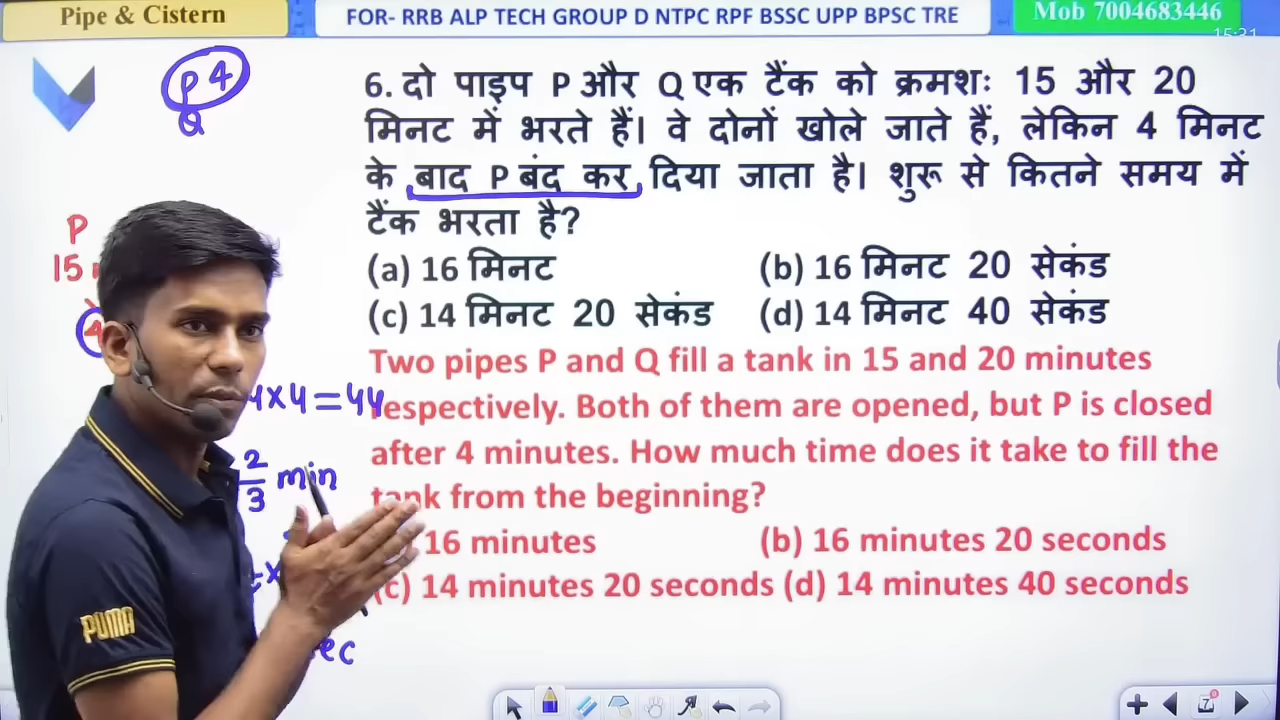 Pipe & Cistern
FOR- RRB ALP TECH GROUP D NTPC RPF BSSC UPP BPSC TRE
Mob 7004683446
P 4
Q
6. दो पाइप P और Q एक टैंक को क्रमशः 15 और 20
मिनट में भरते हैं। वे दोनों खोले जाते हैं, लेकिन 4 मिनट
के बाद P बंद कर दिया जाता है। शुरू से कितने समय में
टैंक भरता है?
(a) 16 मिनट (b) 16 मिनट 20 सेकंड
(c) 14 मिनट 20 सेकंड (d) 14 मिनट 40 सेकंड
Two pipes P and Q fill a tank in 15 and 20 minutes
respectively. Both of them are opened, but P is closed
after 4 minutes. How much time does it take to fill the
tank from the beginning?
16 minutes (b) 16 minutes 20 seconds
(c) 14 minutes 20 seconds (d) 14 minutes 40 seconds
P
15
4
×4=44
2/3 min
PUMA
7